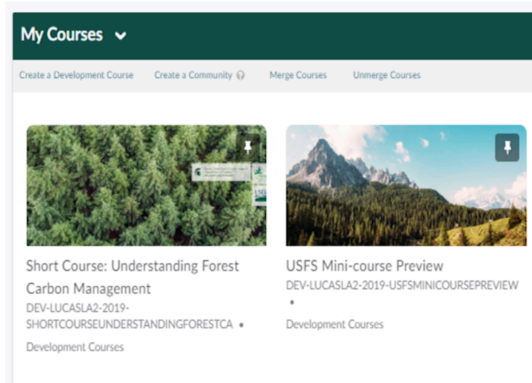 My Courses
Create a Development Course Create a Community Merge Courses Unmerge Courses
Short Course: Understanding Forest
Carbon Management
DEV-LUCASLA2-2019-
SHORTCOURSEUNDERSTANDINGFORESTCA •
Development Courses
USFS Mini-course Preview
DEV-LUCASLA2-2019-USFSMINICOURSEPREVIEW
•
Development Courses